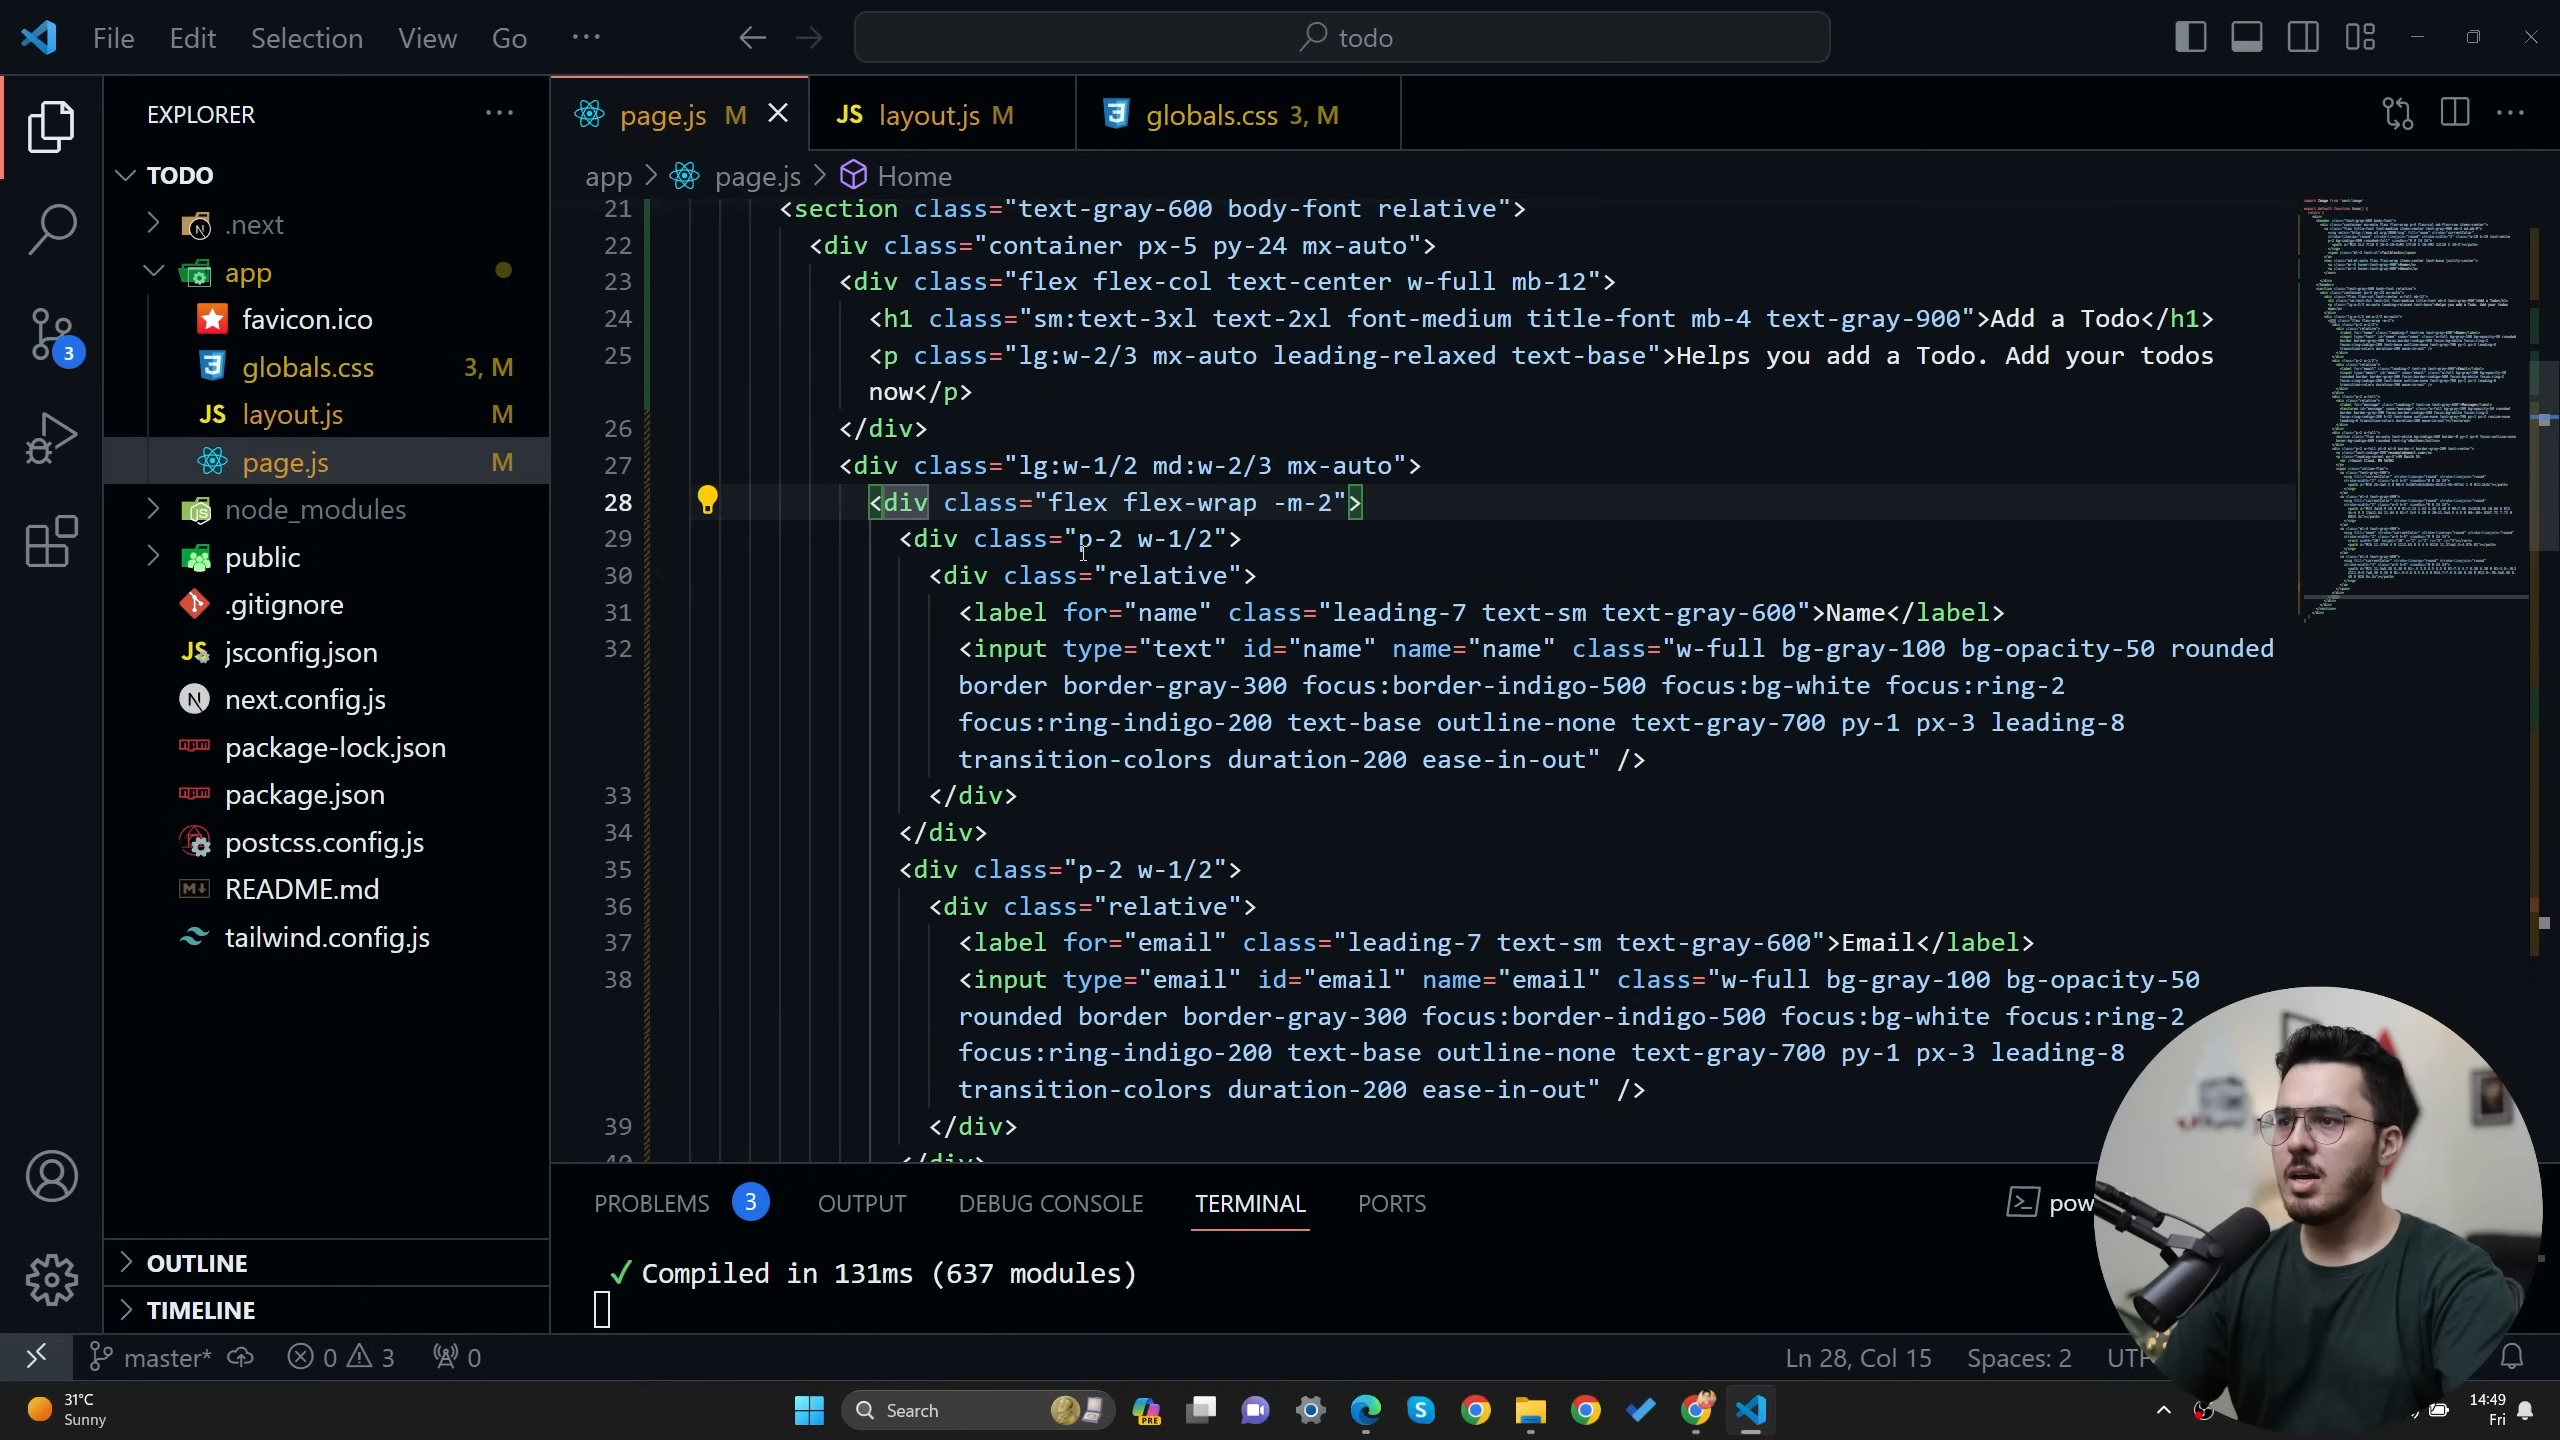 File Edit Selection View Go ···
todo
EXPLORER ···
TODO
.next
app
favicon.ico
globals.css 3, M
layout.js M
page.js M
node_modules
public
.gitignore
jsconfig.json
next.config.js
package-lock.json
package.json
postcss.config.js
README.md
tailwind.config.js
OUTLINE
TIMELINE
page.js M
JS layout.js M
globals.css 3, M
app > page.js > Home
21 <section class="text-gray-600 body-font relative">
22 <div class="container px-5 py-24 mx-auto">
23 <div class="flex flex-col text-center w-full mb-12">
24 <h1 class="sm:text-3xl text-2xl font-medium title-font mb-4 text-gray-900">Add a Todo</h1>
25 <p class="lg:w-2/3 mx-auto leading-relaxed text-base">Helps you add a Todo. Add your todos
now</p>
26 </div>
27 <div class="lg:w-1/2 md:w-2/3 mx-auto">
28 <div class="flex flex-wrap -m-2">
29 <div class="p-2 w-1/2">
30 <div class="relative">
31 <label for="name" class="leading-7 text-sm text-gray-600">Name</label>
32 <input type="text" id="name" name="name" class="w-full bg-gray-100 bg-opacity-50 rounded
border border-gray-300 focus:border-indigo-500 focus:bg-white focus:ring-2
focus:ring-indigo-200 text-base outline-none text-gray-700 py-1 px-3 leading-8
transition-colors duration-200 ease-in-out" />
33 </div>
34 </div>
35 <div class="p-2 w-1/2">
36 <div class="relative">
37 <label for="email" class="leading-7 text-sm text-gray-600">Email</label>
38 <input type="email" id="email" name="email" class="w-full bg-gray-100 bg-opacity-50
rounded border border-gray-300 focus:border-indigo-500 focus:bg-white focus:ring-2
focus:ring-indigo-200 text-base outline-none text-gray-700 py-1 px-3 leading-8
transition-colors duration-200 ease-in-out" />
39 </div>
PROBLEMS 3 OUTPUT DEBUG CONSOLE TERMINAL PORTS
pow
✓ Compiled in 131ms (637 modules)
3
master* 0 3 0
Ln 28, Col 15 Spaces: 2 UTF
31°C
Sunny
Search
PRE
14:49
Fri